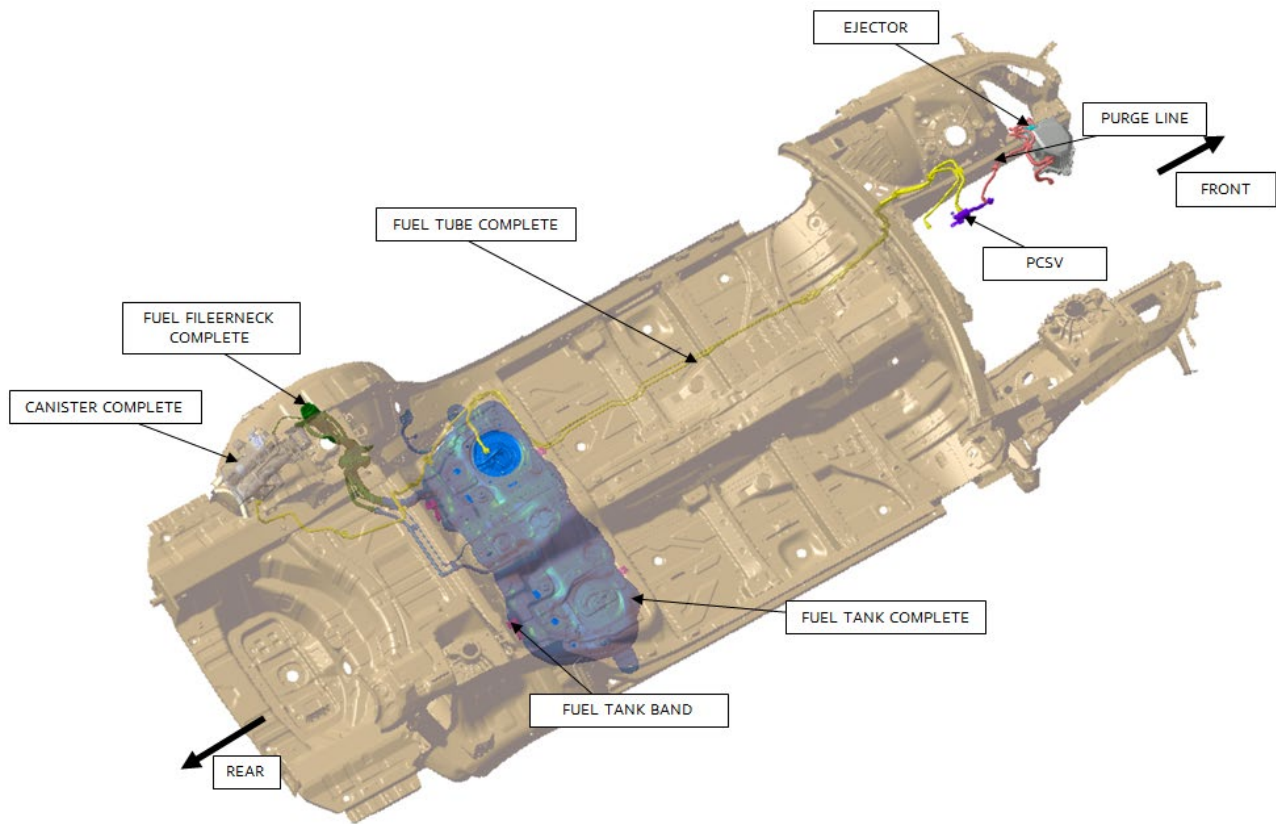 EJECTOR
PURGE LINE
FRONT
FUEL TUBE COMPLETE
PCSV
FUEL FILEERNECK
COMPLETE
CANISTER COMPLETE
FUEL TANK COMPLETE
FUEL TANK BAND
REAR